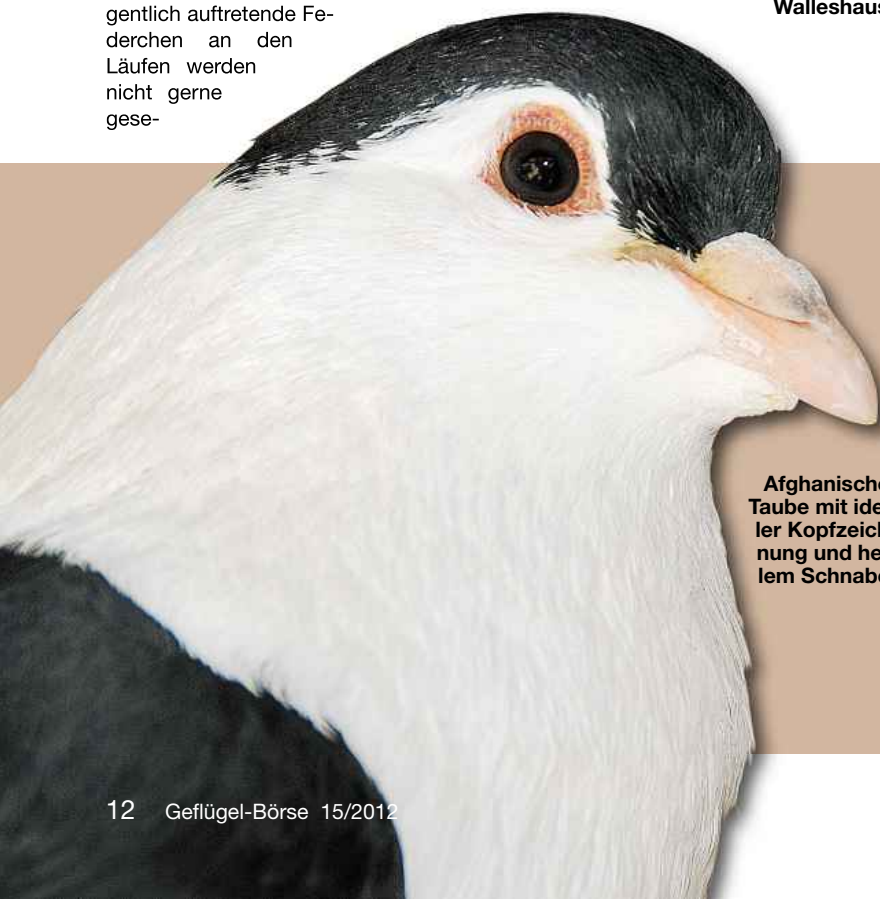 gentlich auftretende Fe-
derchen an den
Läufen werden
nicht gerne
gese-
Walleshaus
Afghanische
Taube mit ide
ler Kopfzeich
nung und he
lem Schnabe
12 Geflügel-Börse 15/2012